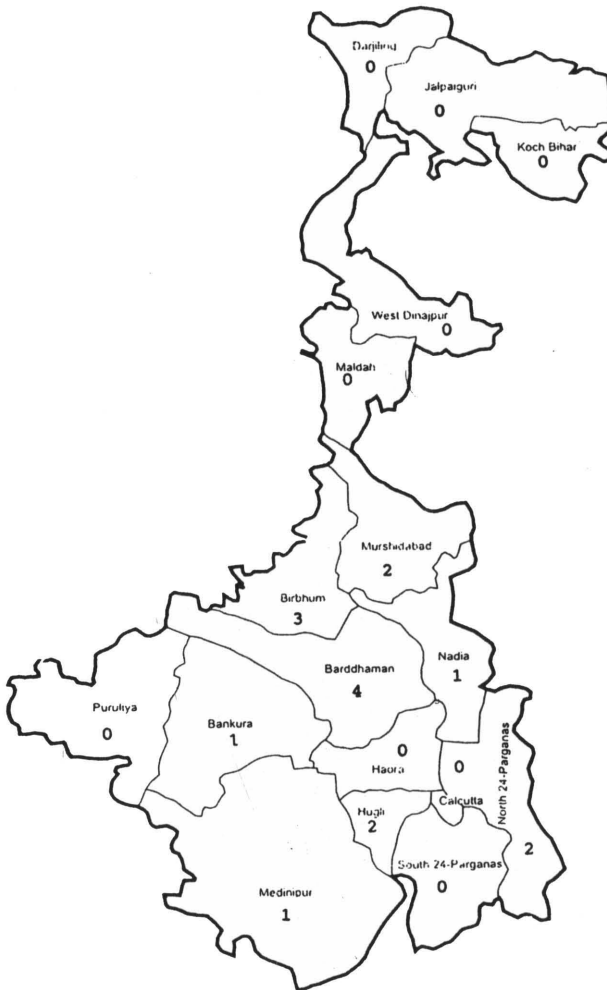 Darjiling
0
Jalpaiguri
0
Koch Bihar
0
West Dinajpur
0
Maldah
0
Murshidabad
2
Birbhum
3
Barddhaman
4
Nadia
1
Puruliya
0
Bankura
1
0
Haora
0
Calcutta
North 24-Parganas
2
Hugli
2
South 24-Parganas
0
Medinipur
1